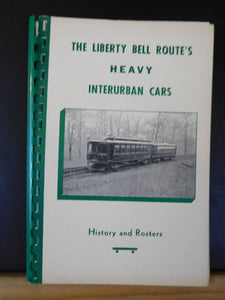 THE LIBERTY BELL ROUTE'S
HEAVY
INTERURBAN CARS
History and Rosters